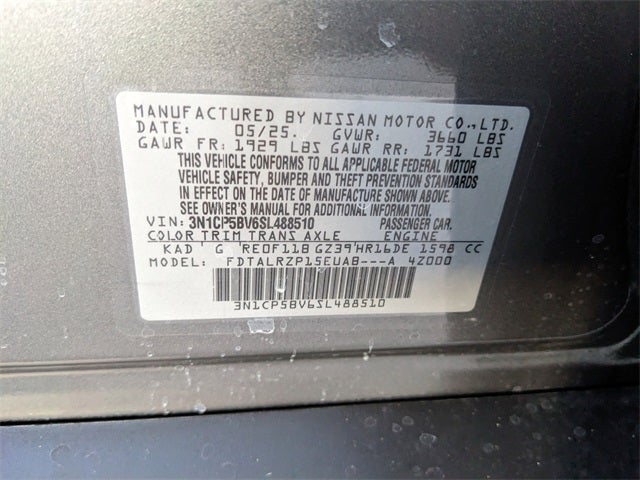 MANUFACTURED BY NISSAN MOTOR CO., LTD.
DATE: 05/25. GVWR: 3660 LBS
GAWR FR: 1929 LBS GAWR RR: 1731 LBS
THIS VEHICLE CONFORMS TO ALL APPLICABLE FEDERAL MOTOR
VEHICLE SAFETY, BUMPER AND THEFT PREVENTION STANDARDS
IN EFFECT ON THE DATE OF MANUFACTURE SHOWN ABOVE.
SEE OWNER'S MANUAL FOR ADDITIONAL INFORMATION.
VIN: 3N1CP5BV6SL488510 PASSENGER CAR.
COLOR TRIM TRANS AXLE ENGINE
KAD ' G ' RE0F11B GZ39'HR16DE 1598 CC
MODEL: FDTALRZP15EUAB---A 4Z000
3N1CP5BV6SL488510